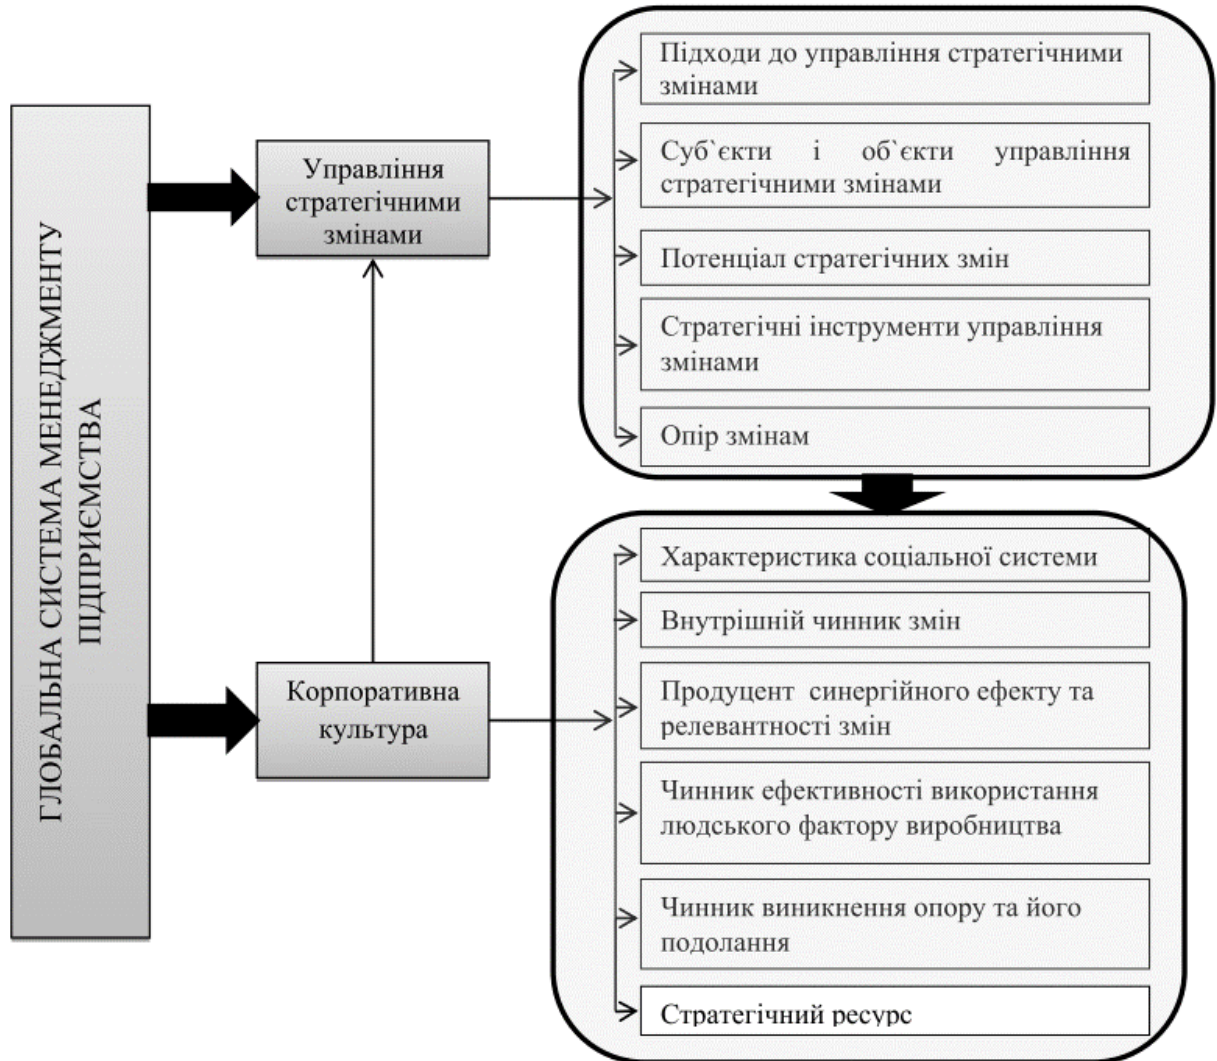 ГЛОБАЛЬНА СИСТЕМА МЕНЕДЖМЕНТУ
ПІДПРИЄМСТВА
Управління
стратегічними
змінами
Підходи до управління стратегічними
змінами
Суб`єкти і об`єкти управління
стратегічними змінами
Потенціал стратегічних змін
Стратегічні інструменти управління
змінами
Опір змінам
Корпоративна
культура
Характеристика соціальної системи
Внутрішній чинник змін
Продуцент синергійного ефекту та
релевантності змін
Чинник ефективності використання
людського фактору виробництва
Чинник виникнення опору та його
подолання
Стратегічний ресурс